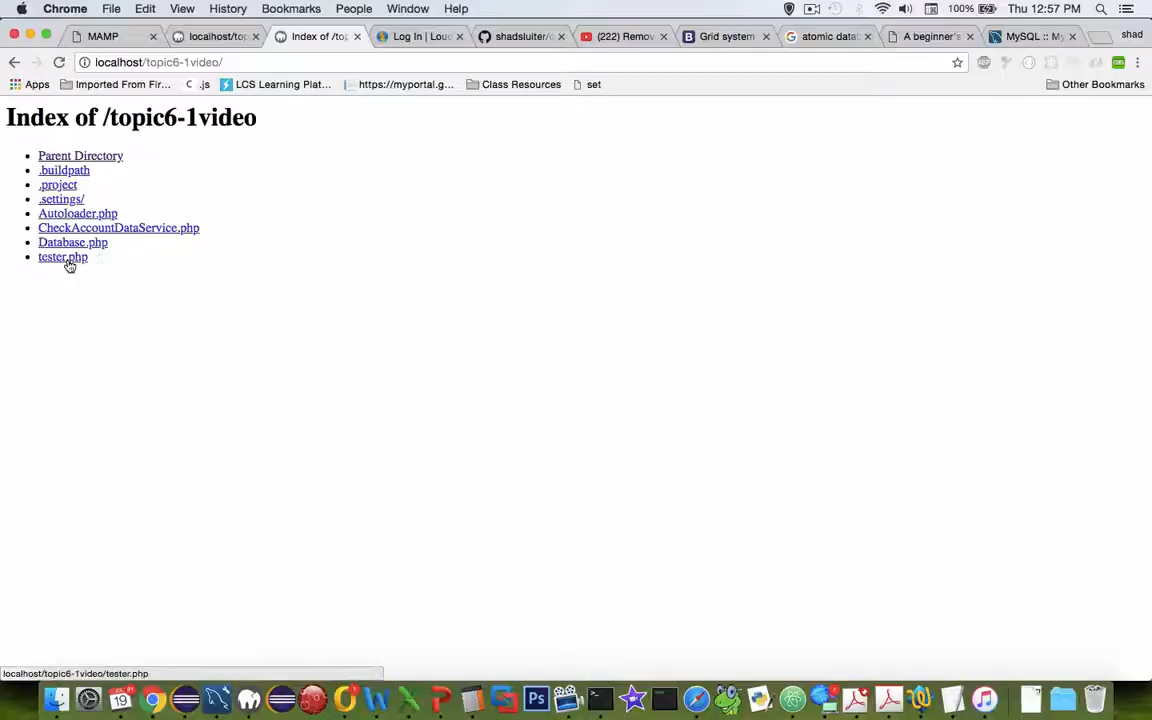 Chrome File Edit View History Bookmarks People Window Help 100% Thu 12:57 PM
MAMP localhost/top Index of /top Log In | Lou shadsluiter/ (222) Remov Grid system atomic datab A beginner's MySQL :: My shad
localhost/topic6-1video/
Apps Imported From Fir... .js LCS Learning Plat... https://myportal.g... Class Resources set Other Bookmarks
Index of /topic6-1video
Parent Directory
.buildpath
.project
.settings/
Autoloader.php
CheckAccountDataService.php
Database.php
tester.php
localhost/topic6-1video/tester.php